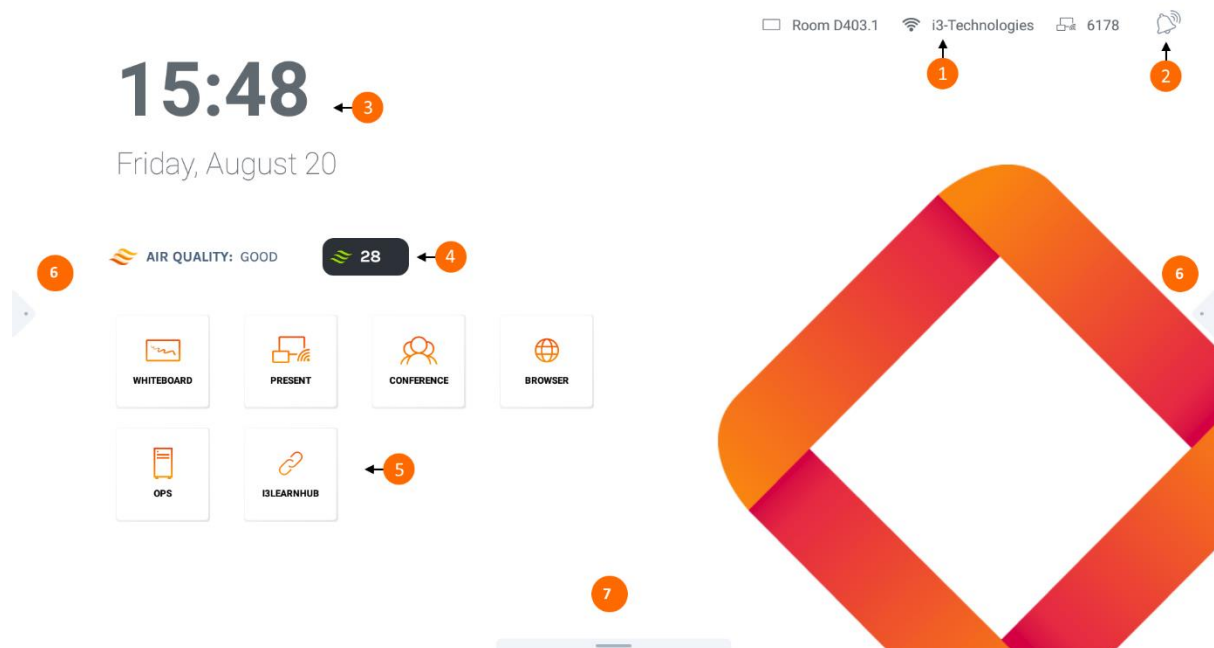 Room D403.1 i3-Technologies 6178
1
2
15:48
3
Friday, August 20
AIR QUALITY: GOOD 28
4
6
6
WHITEBOARD PRESENT CONFERENCE BROWSER
OPS I3LEARNHUB
5
7